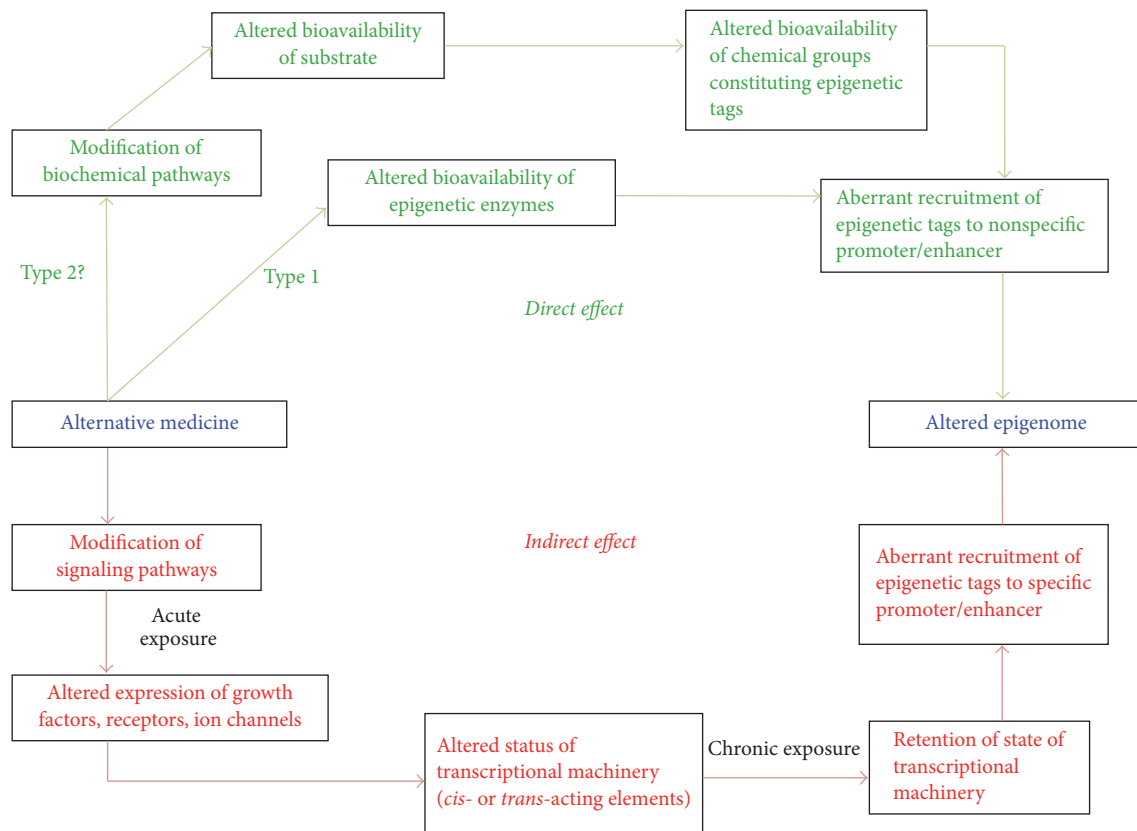 Altered bioavailability
of substrate
Altered bioavailability
of chemical groups
constituting epigenetic
tags
Modification of
biochemical pathways
Altered bioavailability of
epigenetic enzymes
Aberrant recruitment of
epigenetic tags to nonspecific
promoter/enhancer
Type 2?
Type 1
Direct effect
Alternative medicine
Altered epigenome
Modification of
signaling pathways
Indirect effect
Aberrant recruitment of
epigenetic tags to specific
promoter/enhancer
Acute
exposure
Altered expression of growth
factors, receptors, ion channels
Altered status of
transcriptional machinery
(cis- or trans-acting elements)
Chronic exposure
Retention of state of
transcriptional
machinery